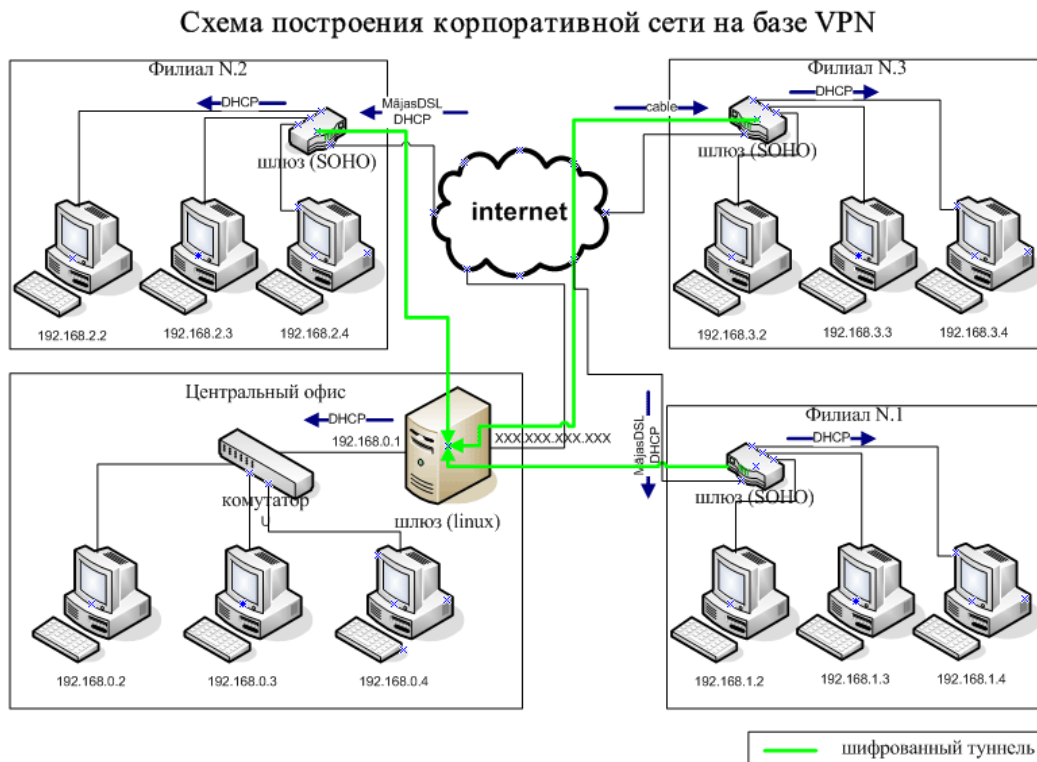 Схема построения корпоративной сети на базе VPN
Филиал N.2
DHCP
MājasDSL
DHCP
шлюз (SOHO)
192.168.2.2
192.168.2.3
192.168.2.4
internet
Филиал N.3
cable
DHCP
шлюз (SOHO)
192.168.3.2
192.168.3.3
192.168.3.4
Центральный офис
DHCP
192.168.0.1
XXX.XXX.XXX.XXX
комутатор
U
шлюз (linux)
192.168.0.2
192.168.0.3
192.168.0.4
MājasDSL
DHCP
Филиал N.1
DHCP
шлюз (SOHO)
192.168.1.2
192.168.1.3
192.168.1.4
шифрованный туннель